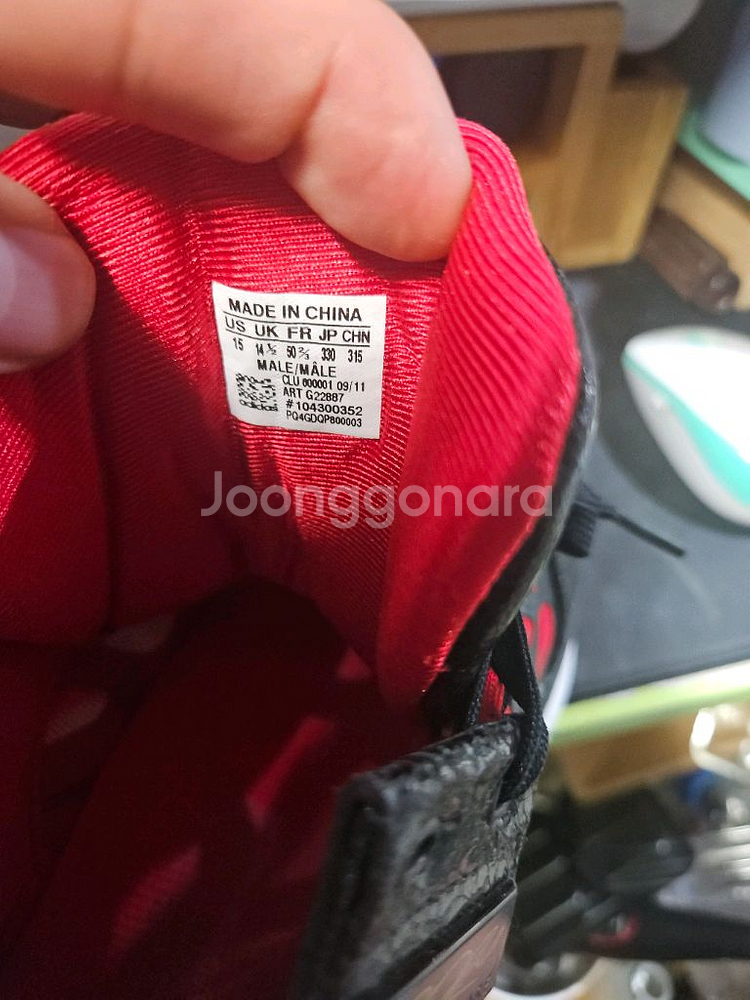 MADE IN CHINA
US UK FR JP CHN
15 14½ 50⅔ 330 315
MALE/MÂLE
CLU 600001 09/11
ART G22887
#104300352
PQ4GDQP800003
Joonggonara